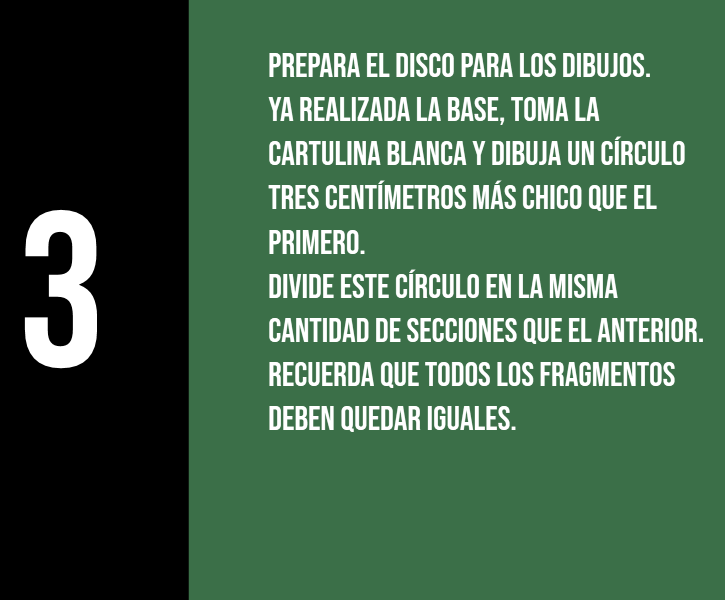 3
PREPARA EL DISCO PARA LOS DIBUJOS.
YA REALIZADA LA BASE, TOMA LA
CARTULINA BLANCA Y DIBUJA UN CÍRCULO
TRES CENTÍMETROS MÁS CHICO QUE EL
PRIMERO.
DIVIDE ESTE CÍRCULO EN LA MISMA
CANTIDAD DE SECCIONES QUE EL ANTERIOR.
RECUERDA QUE TODOS LOS FRAGMENTOS
DEBEN QUEDAR IGUALES.